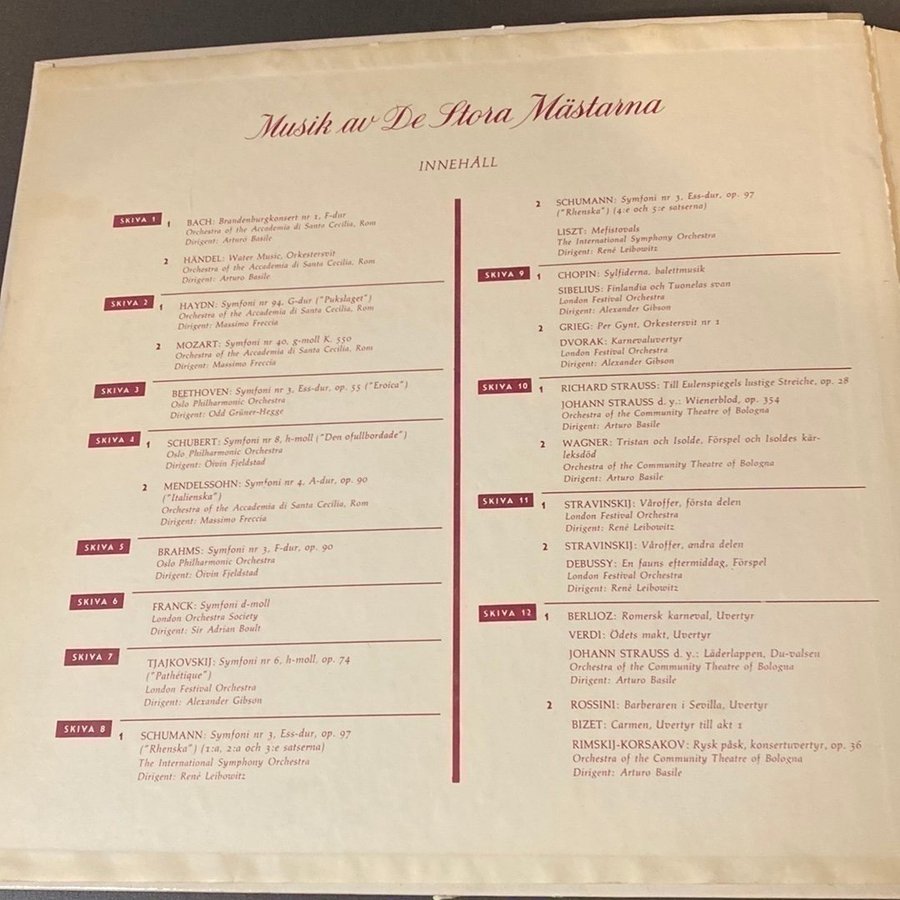 Musik av De Stora Mästarna
INNEHÅLL
SKIVA 1
1 BACH: Brandenburgkonsert nr 1, F-dur
Orchestra of the Accademia di Santa Cecilia, Rom
Dirigent: Arturo Basile
2 HÄNDEL: Water Music, Orkestersvit
Orchestra of the Accademia di Santa Cecilia, Rom
Dirigent: Arturo Basile
SKIVA 2
1 HAYDN: Symfoni nr 94, G-dur ("Pukslaget")
Orchestra of the Accademia di Santa Cecilia, Rom
Dirigent: Massimo Freccia
2 MOZART: Symfoni nr 40, g-moll K. 550
Orchestra of the Accademia di Santa Cecilia, Rom
Dirigent: Massimo Freccia
SKIVA 3
BEETHOVEN: Symfoni nr 3, Ess-dur, op. 55 ("Eroica")
Oslo Philharmonic Orchestra
Dirigent: Odd Grüner-Hegge
SKIVA 4
1 SCHUBERT: Symfoni nr 8, h-moll ("Den ofullbordade")
Oslo Philharmonic Orchestra
Dirigent: Öivin Fjeldstad
2 MENDELSSOHN: Symfoni nr 4, A-dur, op. 90
("Italienska")
Orchestra of the Accademia di Santa Cecilia, Rom
Dirigent: Massimo Freccia
SKIVA 5
BRAHMS: Symfoni nr 3, F-dur, op. 90
Oslo Philharmonic Orchestra
Dirigent: Öivin Fjeldstad
SKIVA 6
FRANCK: Symfoni d-moll
London Orchestra Society
Dirigent: Sir Adrian Boult
SKIVA 7
TJAJKOVSKIJ: Symfoni nr 6, h-moll, op. 74
("Pathétique")
London Festival Orchestra
Dirigent: Alexander Gibson
SKIVA 8
1 SCHUMANN: Symfoni nr 3, Ess-dur, op. 97
("Rhenska") (1:a, 2:a och 3:e satserna)
The International Symphony Orchestra
Dirigent: René Leibowitz
2 SCHUMANN: Symfoni nr 3, Ess-dur, op. 97
("Rhenska") (4:e och 5:e satserna)
LISZT: Mefistovals
The International Symphony Orchestra
Dirigent: René Leibowitz
SKIVA 9
1 CHOPIN: Sylfiderna, balettmusik
SIBELIUS: Finlandia och Tuonelas svan
London Festival Orchestra
Dirigent: Alexander Gibson
2 GRIEG: Per Gynt, Orkestersvit nr 1
DVORAK: Karnevaluvertyr
London Festival Orchestra
Dirigent: Alexander Gibson
SKIVA 10
1 RICHARD STRAUSS: Till Eulenspiegels lustige Streiche, op. 28
JOHANN STRAUSS d. y.: Wienerblod, op. 354
Orchestra of the Community Theatre of Bologna
Dirigent: Arturo Basile
2 WAGNER: Tristan och Isolde, Förspel och Isoldes kär-
leksdöd
Orchestra of the Community Theatre of Bologna
Dirigent: Arturo Basile
SKIVA 11
1 STRAVINSKIJ: Våroffer, första delen
London Festival Orchestra
Dirigent: René Leibowitz
2 STRAVINSKIJ: Våroffer, andra delen
DEBUSSY: En fauns eftermiddag, Förspel
London Festival Orchestra
Dirigent: René Leibowitz
SKIVA 12
1 BERLIOZ: Romersk karneval, Uvertyr
VERDI: Ödets makt, Uvertyr
JOHANN STRAUSS d. y.: Läderlappen, Du-valsen
Orchestra of the Community Theatre of Bologna
Dirigent: Arturo Basile
2 ROSSINI: Barberaren i Sevilla, Uvertyr
BIZET: Carmen, Uvertyr till akt 1
RIMSKIJ-KORSAKOV: Rysk påsk, konsertuvertyr, op. 36
Orchestra of the Community Theatre of Bologna
Dirigent: Arturo Basile